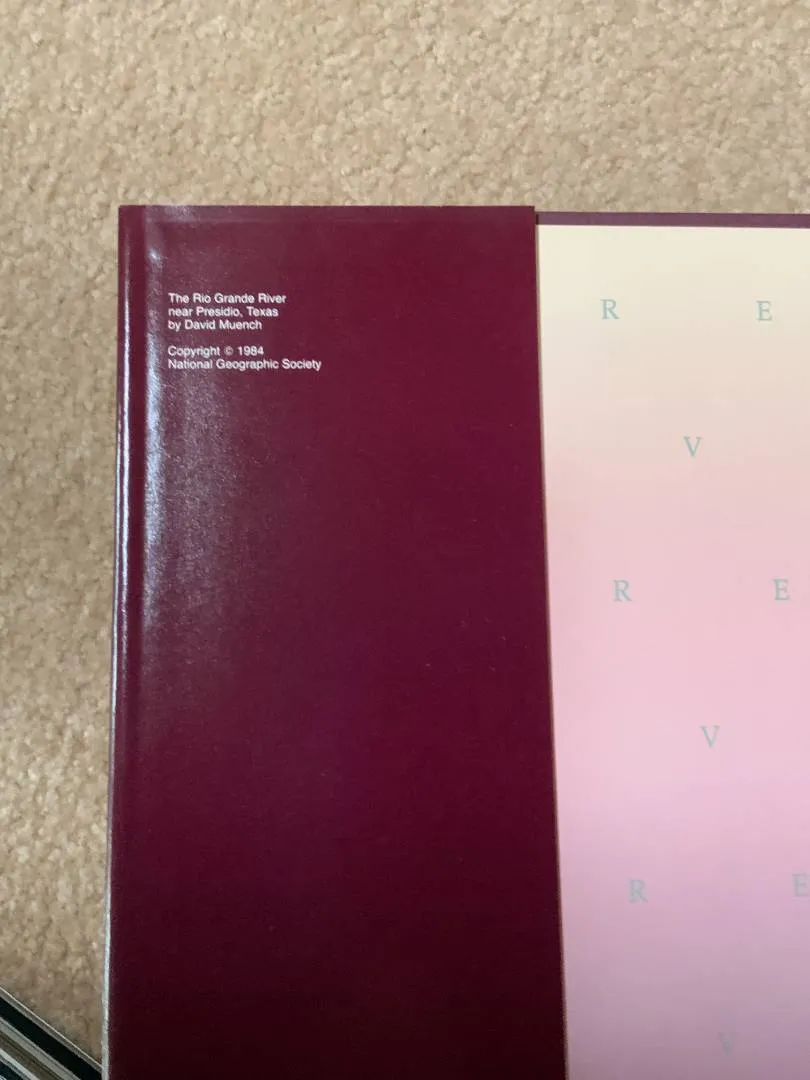 The Rio Grande River
near Presidio, Texas
by David Muench
Copyright © 1984
National Geographic Society
R E
V
R E
V
R E
V